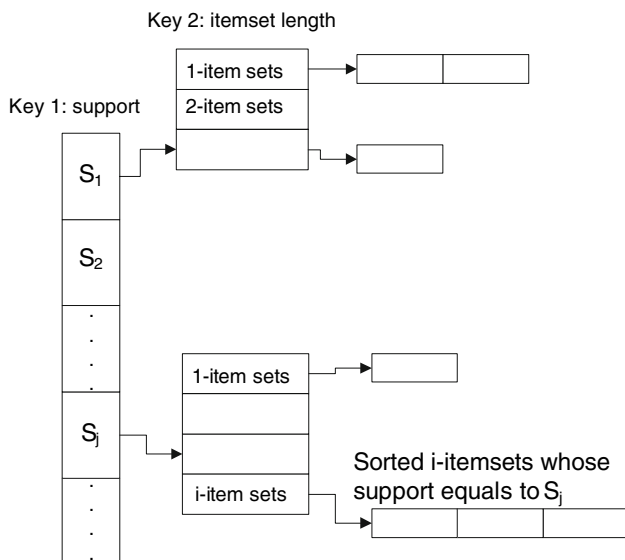 Key 2: itemset length
1-item sets
2-item sets
Key 1: support
S1
S2
. . . .
1-item sets
Sj
i-item sets
Sorted i-itemsets whose
support equals to Sj
. . . .